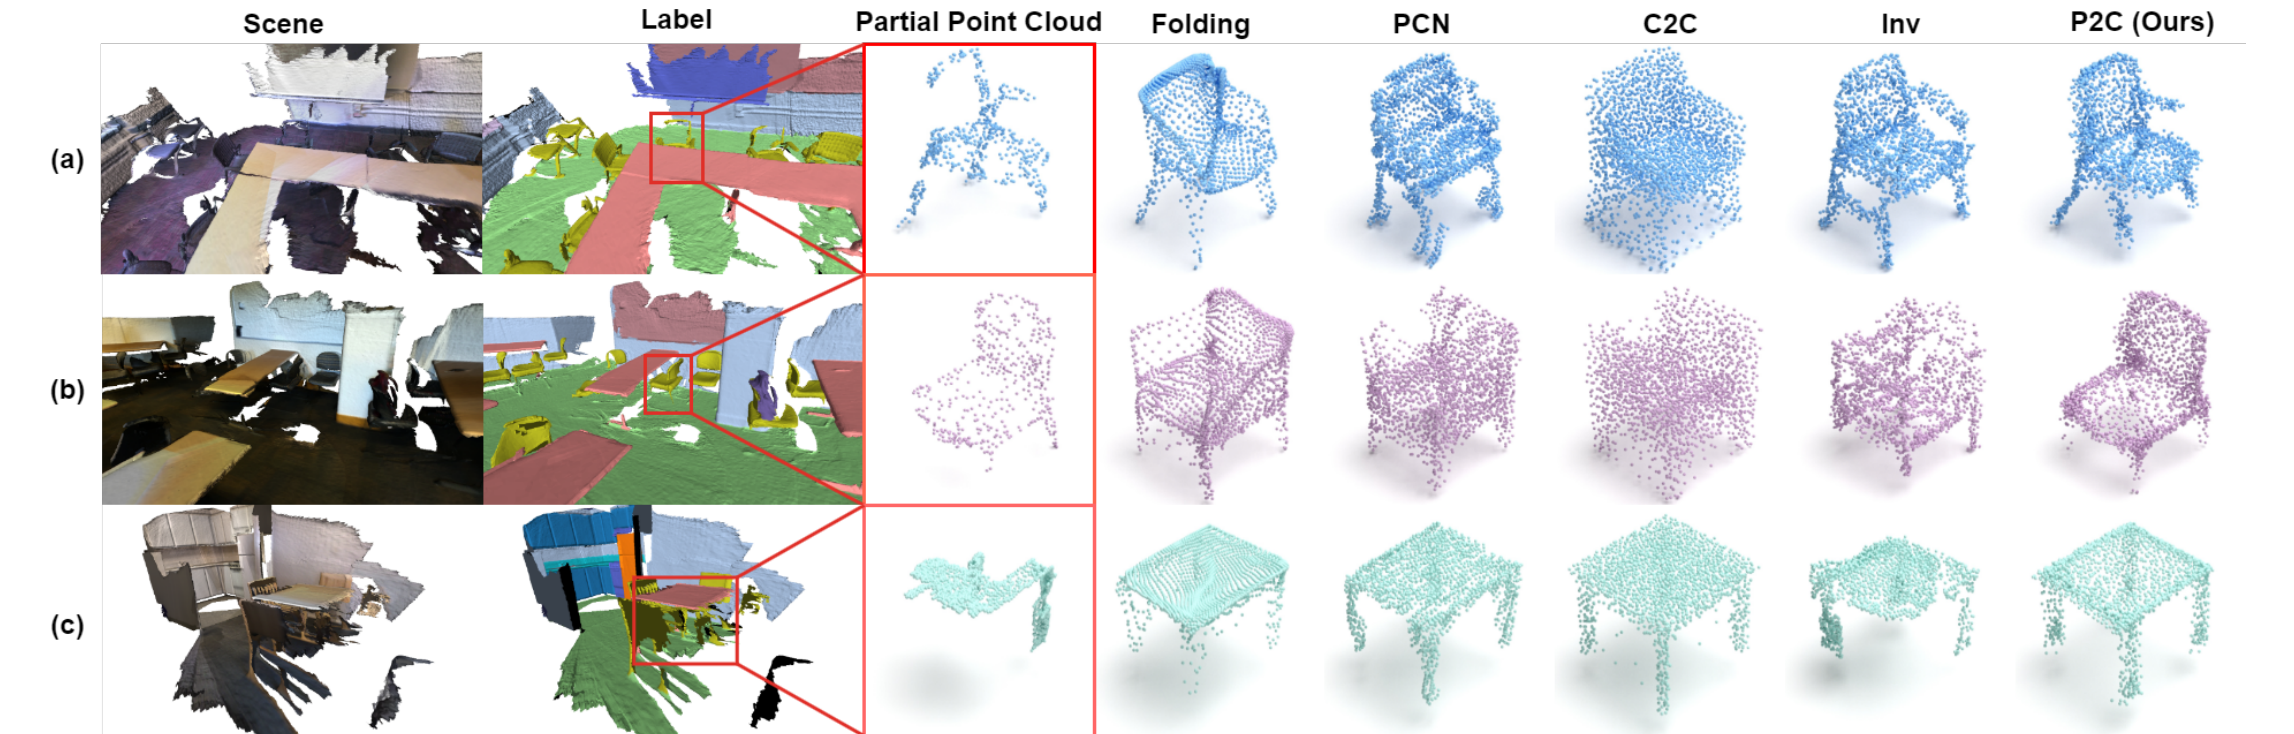 Scene Label Partial Point Cloud Folding PCN C2C Inv P2C (Ours)
(a)
(b)
(c)